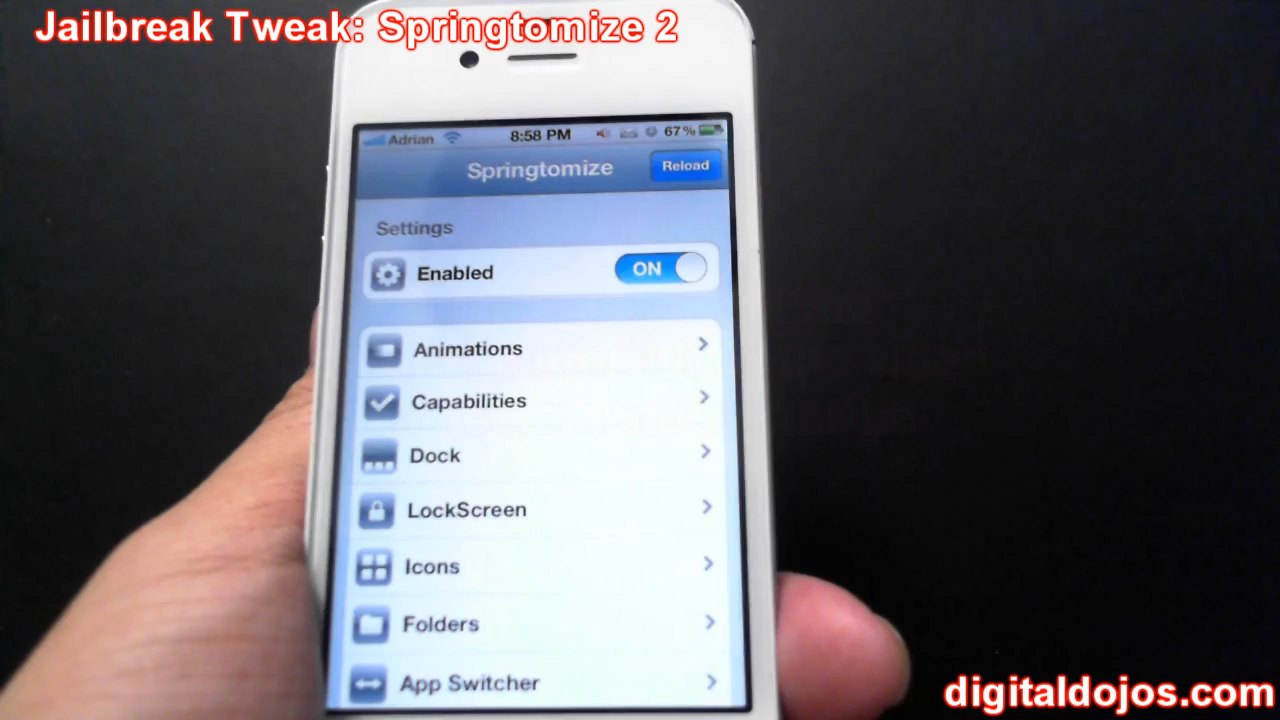 Jailbreak Tweak: Springtomize 2
Adrian 8:58 PM 67%
Springtomize Reload
Settings
Enabled ON
Animations
Capabilities
Dock
LockScreen
Icons
Folders
App Switcher
digitaldojos.com